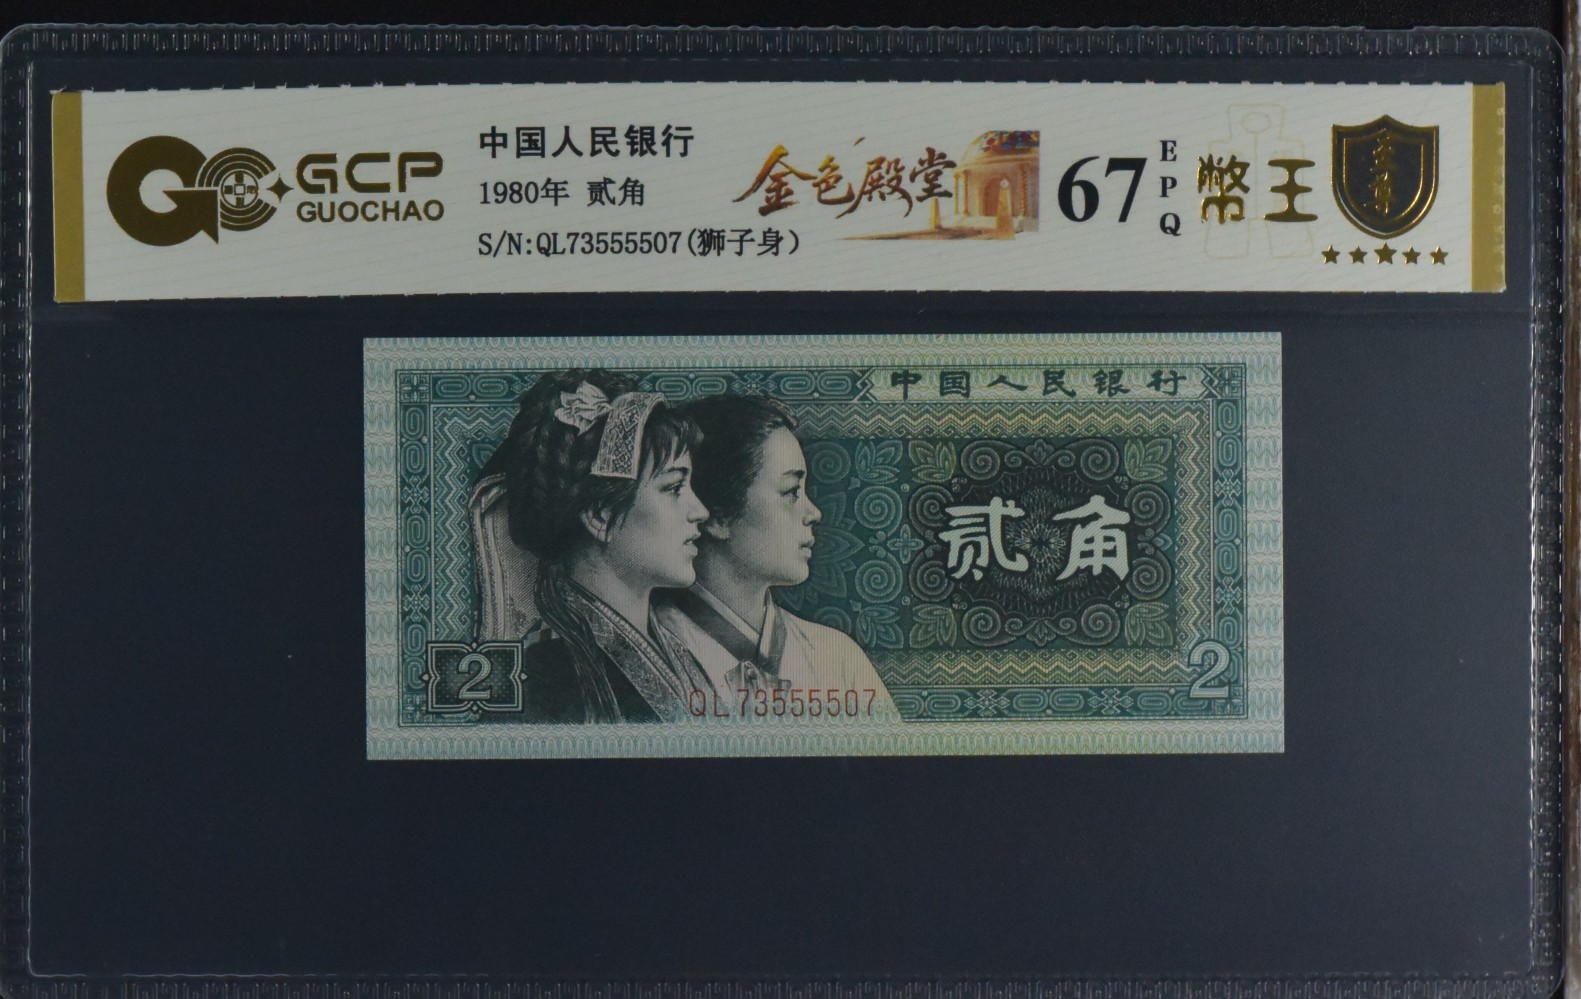 GCP
GUOCHAO
中国人民银行
1980年 贰角
S/N:QL73555507(狮子身)
金色殿堂
67
EPQ
幣王
至尊
中国人民银行
贰角
2
2
QL73555507